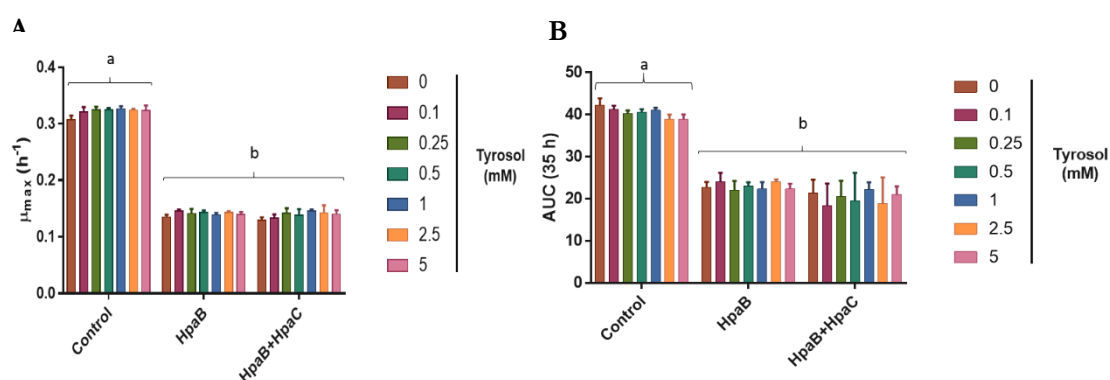 A
B
a
b
0.4
0.3
0.2
0.1
0.0
μmax (h-1)
Control
HpaB
HpaB+HpaC
0
0.1
0.25
0.5
1
2.5
5
Tyrosol
(mM)
a
b
50
40
30
20
10
0
AUC (35 h)
Control
HpaB
HpaB+HpaC
0
0.1
0.25
0.5
1
2.5
5
Tyrosol
(mM)